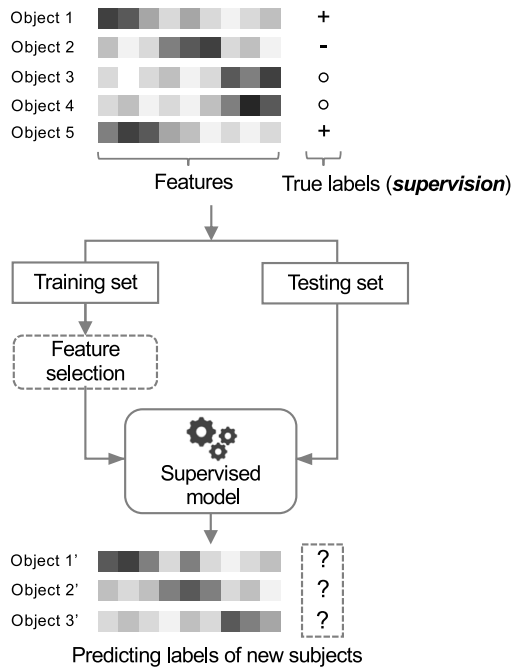 Object 1 +
Object 2 -
Object 3 ○
Object 4 ○
Object 5 +
Features True labels (supervision)
Training set Testing set
Feature
selection
Supervised
model
Object 1' ?
Object 2' ?
Object 3' ?
Predicting labels of new subjects